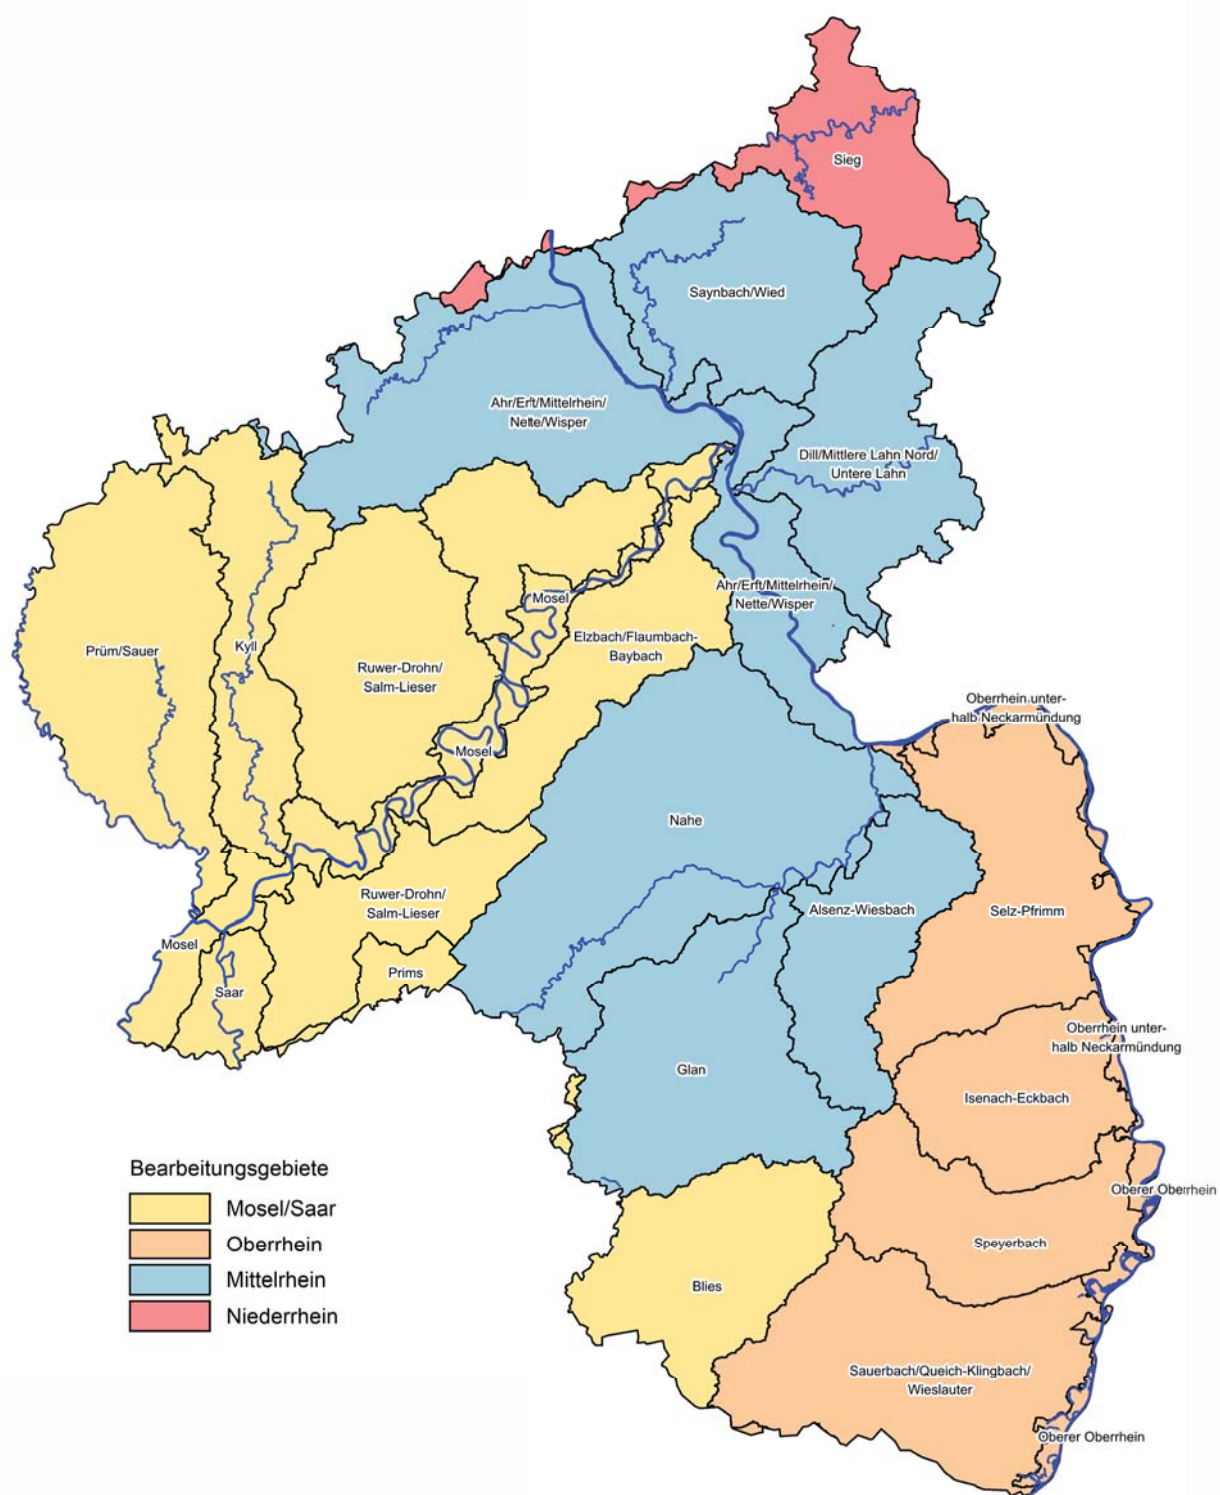 Sieg
Saynbach/Wied
Ahr/Erft/Mittelrhein/
Nette/Wisper
Dill/Mittlere Lahn Nord/
Untere Lahn
Ahr/Erft/Mittelrhein/
Nette/Wisper
Mosel
Elzbach/Flaumbach-
Baybach
Prüm/Sauer
Kyll
Ruwer-Drohn/
Salm-Lieser
Oberrhein unter-
halb Neckarmündung
Mosel
Nahe
Ruwer-Drohn/
Salm-Lieser
Alsenz-Wiesbach
Selz-Pfrimm
Mosel
Prims
Saar
Oberrhein unter-
halb Neckarmündung
Glan
Isenach-Eckbach
Bearbeitungsgebiete
Mosel/Saar
Oberrhein
Mittelrhein
Niederrhein
Oberer Oberrhein
Speyerbach
Blies
Sauerbach/Queich-Klingbach/
Wieslauter
Oberer Oberrhein